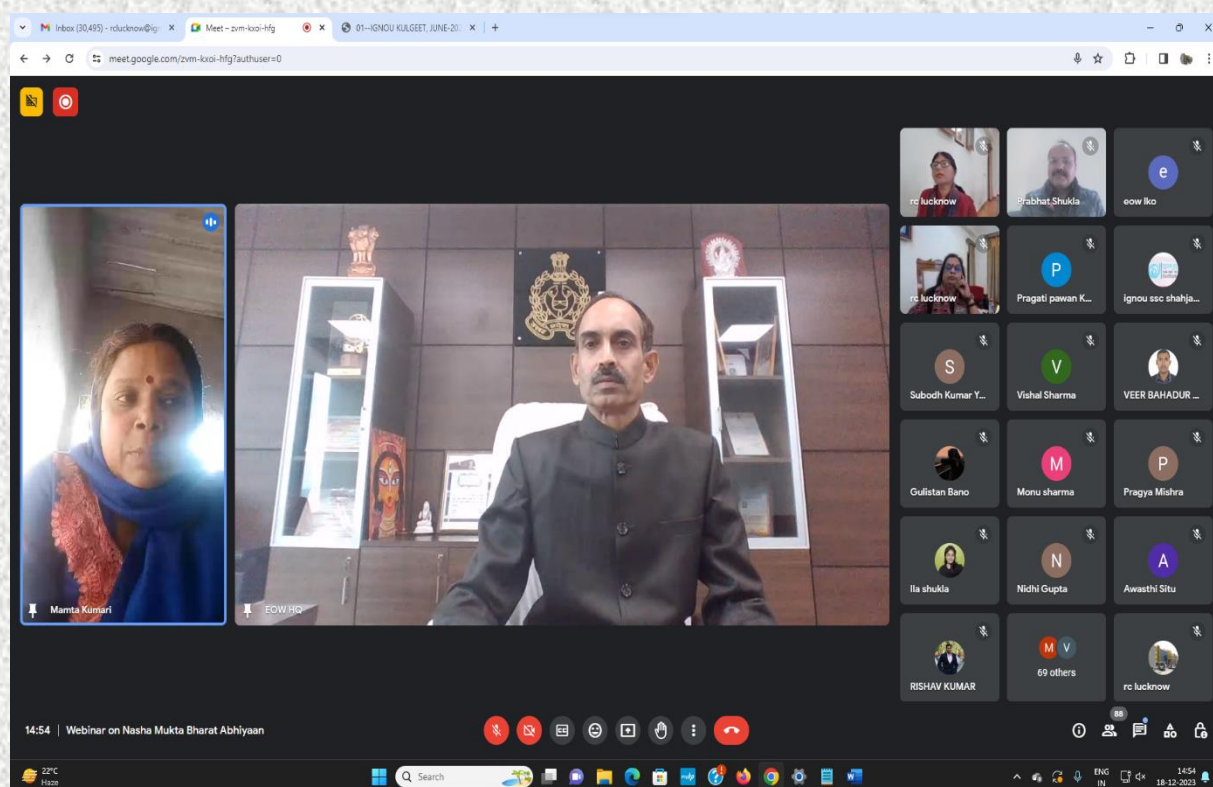 Inbox (30,495) - rclucknow@ig
Meet – zvm-kxoi-hfg
01--IGNOU KULGEET, JUNE-20
meet.google.com/zvm-kxoi-hfg?authuser=0
rc lucknow
Prabhat Shukla
e
eow lko
rc lucknow
P
Pragati pawan K...
ignou ssc shahja...
S
Subodh Kumar Y...
V
Vishal Sharma
VEER BAHADUR ...
Gulistan Bano
M
Monu sharma
P
Pragya Mishra
Ila shukla
N
Nidhi Gupta
A
Awasthi Situ
RISHAV KUMAR
M V
69 others
rc lucknow
Mamta Kumari
EOW HQ
14:54 | Webinar on Nasha Mukta Bharat Abhiyaan
88
22°C
Haze
Search
ENG
IN
14:54
18-12-2023